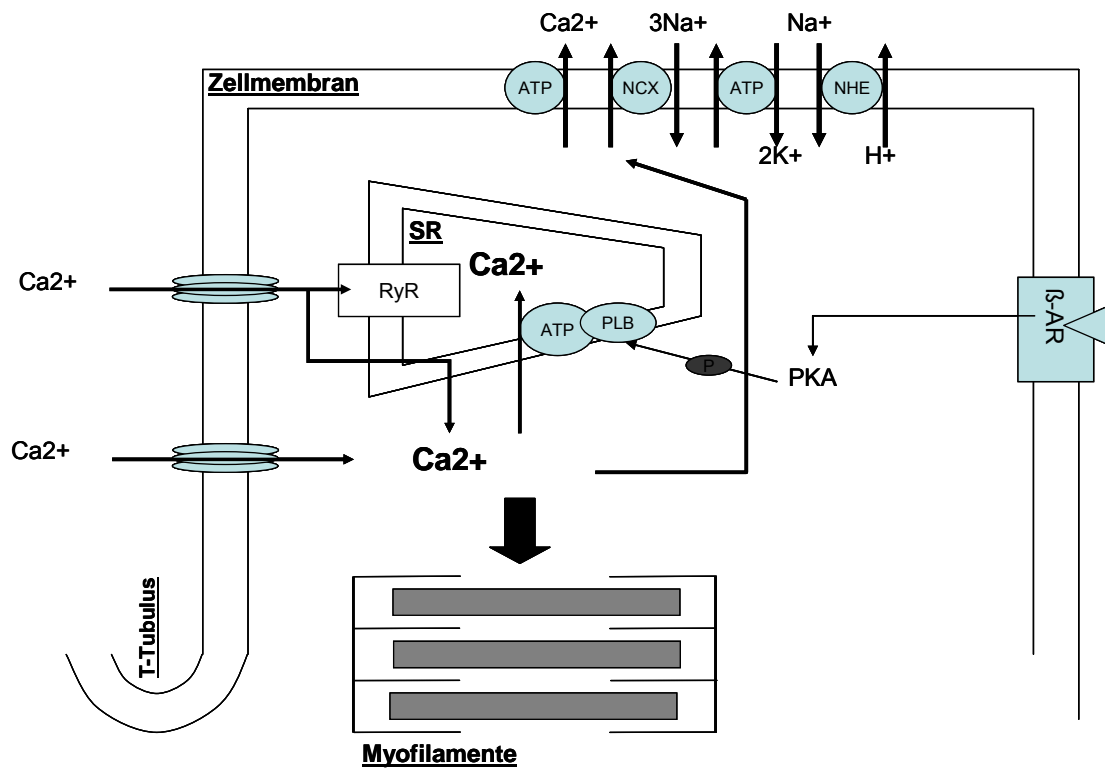 Ca2+ 3Na+ Na+
Zellmembran
ATP NCX ATP NHE
2K+ H+
SR
Ca2+
Ca2+
RyR
ATP PLB
ß-AR
P
PKA
Ca2+
Ca2+
T-Tubulus
Myofilamente